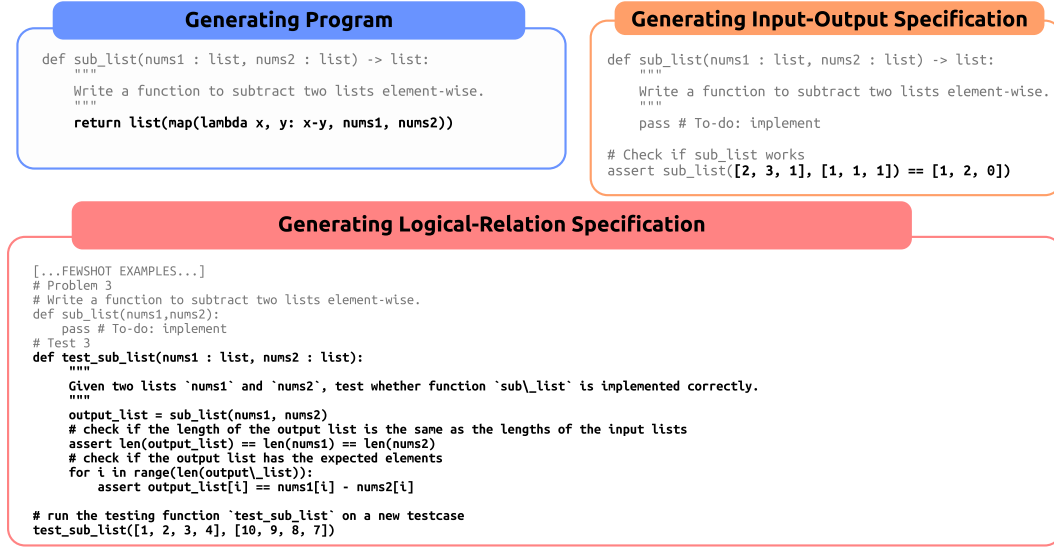 Generating Program
def sub_list(nums1 : list, nums2 : list) -> list:
    """
    Write a function to subtract two lists element-wise.
    """
    return list(map(lambda x, y: x-y, nums1, nums2))
Generating Input-Output Specification
def sub_list(nums1 : list, nums2 : list) -> list:
    """
    Write a function to subtract two lists element-wise.
    """
    pass # To-do: implement
# Check if sub_list works
assert sub_list([2, 3, 1], [1, 1, 1]) == [1, 2, 0])
Generating Logical-Relation Specification
[...FEWSHOT EXAMPLES...]
# Problem 3
# Write a function to subtract two lists element-wise.
def sub_list(nums1,nums2):
    pass # To-do: implement
# Test 3
def test_sub_list(nums1 : list, nums2 : list):
     """
     Given two lists `nums1` and `nums2`, test whether function `sub\_list` is implemented correctly.
     """
     output_list = sub_list(nums1, nums2)
     # check if the length of the output list is the same as the lengths of the input lists
     assert len(output_list) == len(nums1) == len(nums2)
     # check if the output list has the expected elements
     for i in range(len(output\_list)):
         assert output_list[i] == nums1[i] - nums2[i]
# run the testing function `test_sub_list` on a new testcase
test_sub_list([1, 2, 3, 4], [10, 9, 8, 7])